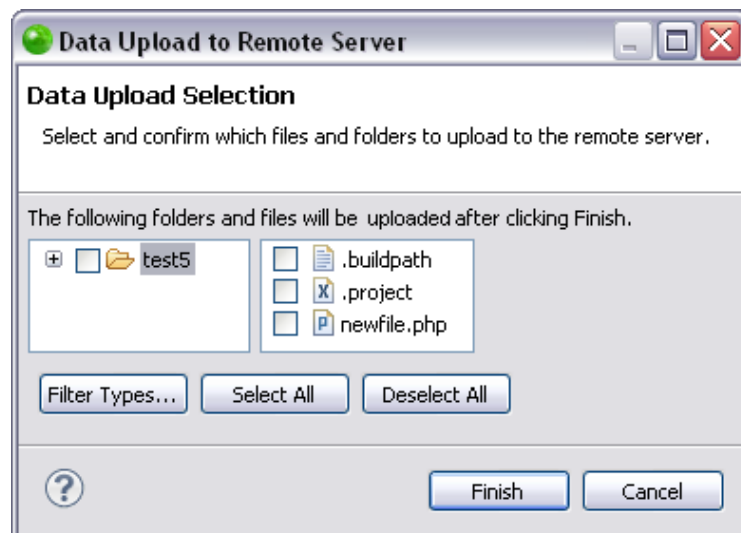 Data Upload to Remote Server
Data Upload Selection
Select and confirm which files and folders to upload to the remote server.
The following folders and files will be uploaded after clicking Finish.
test5
.buildpath
.project
newfile.php
Filter Types...
Select All
Deselect All
Finish
Cancel